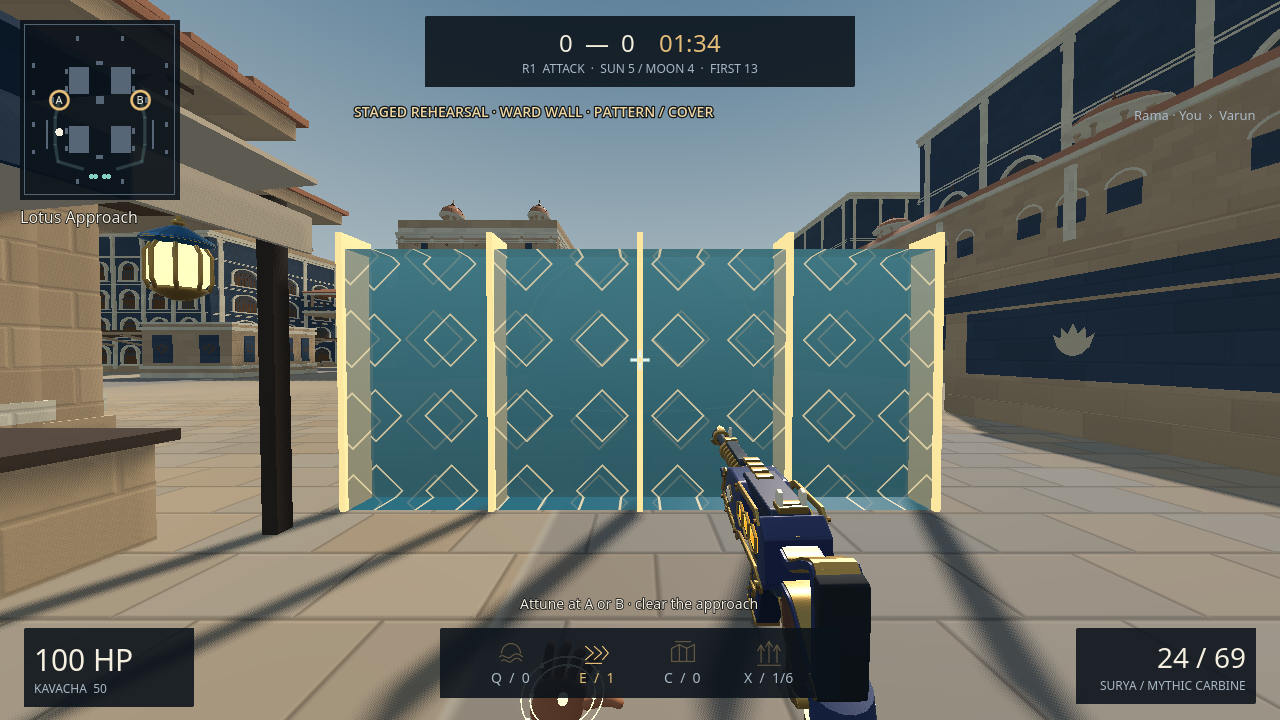 0 — 0 01:34
R1 ATTACK · SUN 5 / MOON 4 · FIRST 13
STAGED REHEARSAL · WARD WALL · PATTERN / COVER
Rama · You › Varun
A
B
Lotus Approach
Attune at A or B · clear the approach
100 HP
KAVACHA 50
Q / 0
E / 1
C / 0
X / 1/6
24 / 69
SURYA / MYTHIC CARBINE